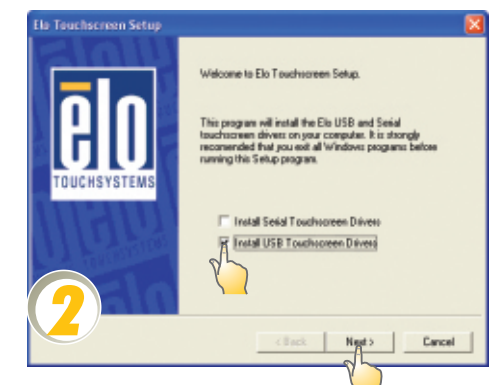 Elo Touchscreen Setup
elo
TOUCHSYSTEMS
Welcome to Elo Touchscreen Setup.
This program will install the Elo USB and Serial
touchscreen drivers on your computer. It is strongly
recommended that you exit all Windows programs before
running this Setup program.
Install Serial Touchscreen Drivers
Install USB Touchscreen Drivers
2
< Back
Next >
Cancel